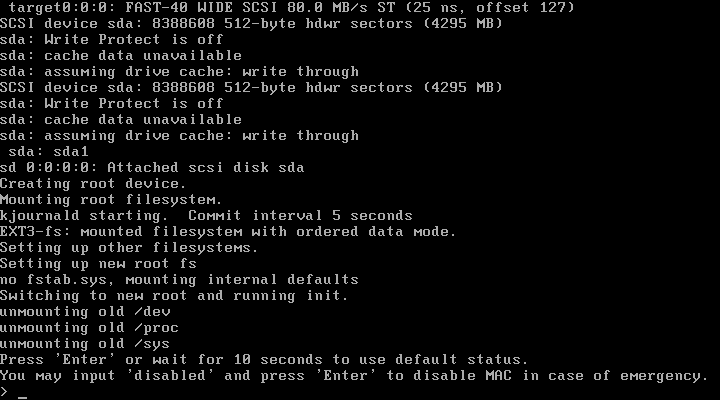 target0:0:0: FAST-40 WIDE SCSI 80.0 MB/s ST (25 ns, offset 127)
SCSI device sda: 8388608 512-byte hdwr sectors (4295 MB)
sda: Write Protect is off
sda: cache data unavailable
sda: assuming drive cache: write through
SCSI device sda: 8388608 512-byte hdwr sectors (4295 MB)
sda: Write Protect is off
sda: cache data unavailable
sda: assuming drive cache: write through
 sda: sda1
sd 0:0:0:0: Attached scsi disk sda
Creating root device.
Mounting root filesystem.
kjournald starting.  Commit interval 5 seconds
EXT3-fs: mounted filesystem with ordered data mode.
Setting up other filesystems.
Setting up new root fs
no fstab.sys, mounting internal defaults
Switching to new root and running init.
unmounting old /dev
unmounting old /proc
unmounting old /sys
Press 'Enter' or wait for 10 seconds to use default status.
You may input 'disabled' and press 'Enter' to disable MAC in case of emergency.
> _